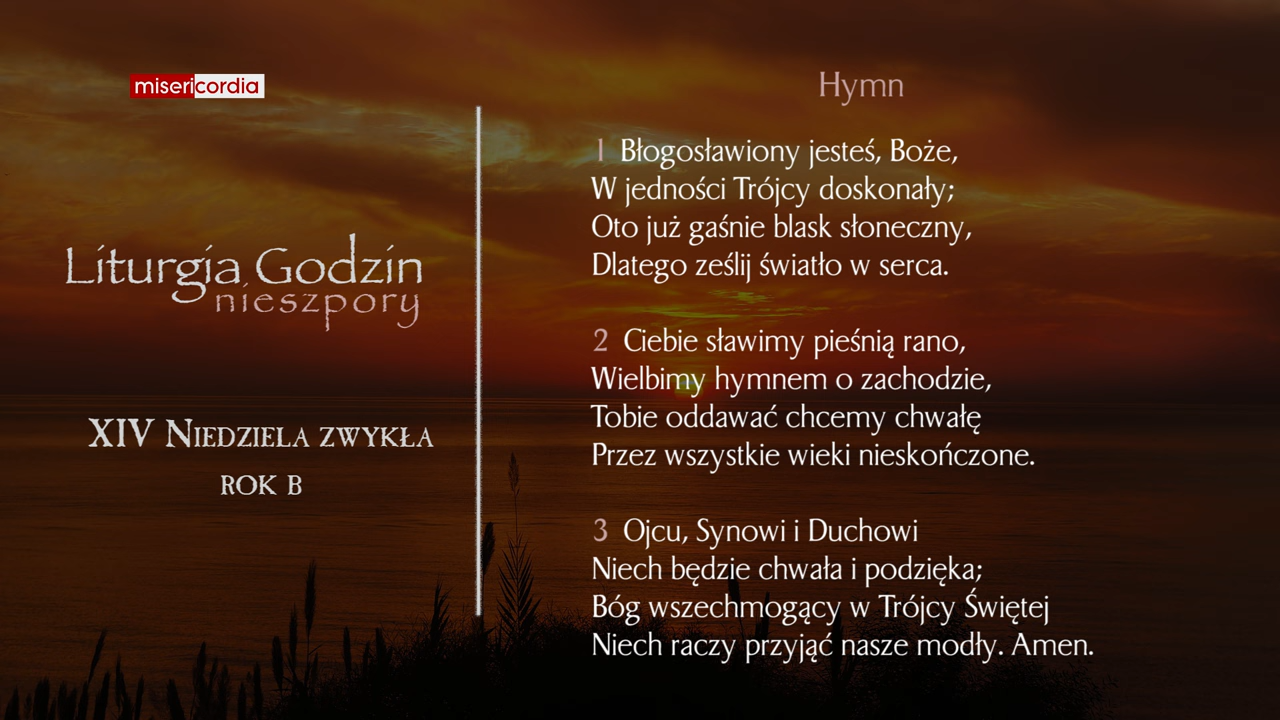 misericordia
Liturgia Godzin
nieszpory
XIV Niedziela zwykła
rok B
Hymn
1 Błogosławiony jesteś, Boże,
W jedności Trójcy doskonały;
Oto już gaśnie blask słoneczny,
Dlatego ześlij światło w serca.
2 Ciebie sławimy pieśnią rano,
Wielbimy hymnem o zachodzie,
Tobie oddawać chcemy chwałę
Przez wszystkie wieki nieskończone.
3 Ojcu, Synowi i Duchowi
Niech będzie chwała i podzięka;
Bóg wszechmogący w Trójcy Świętej
Niech raczy przyjąć nasze modły. Amen.